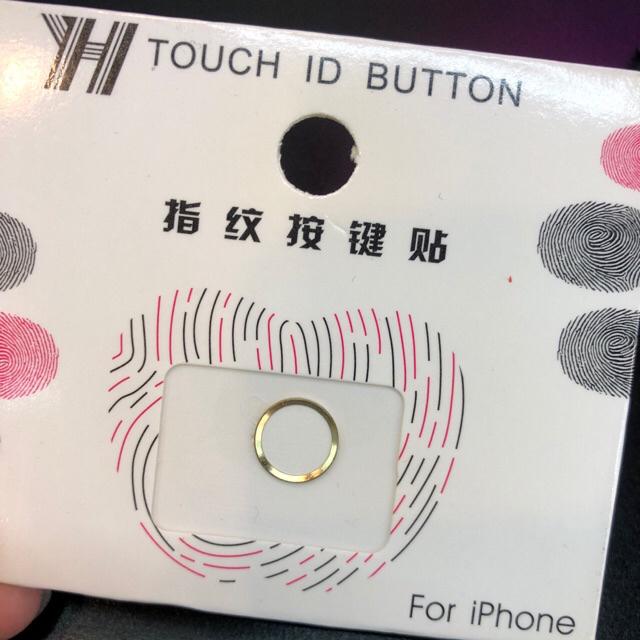 YH TOUCH ID BUTTON
指纹按键贴
For iPhone